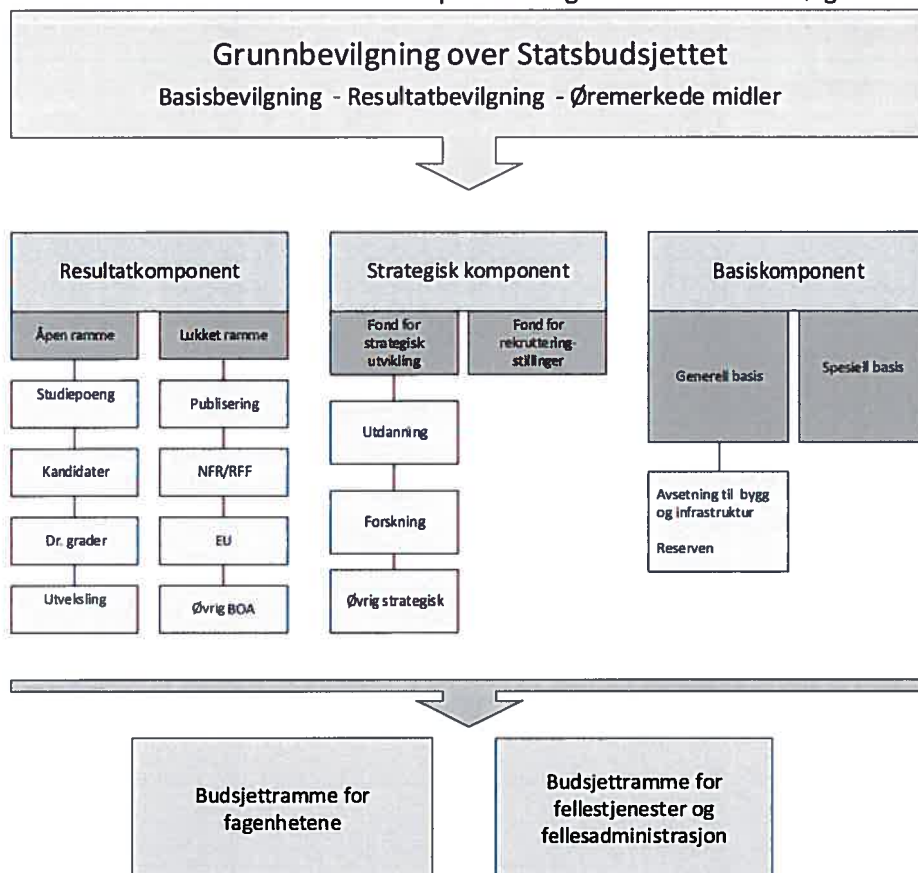 Grunnbevilgning over Statsbudsjettet
Basisbevilgning - Resultatbevilgning - Øremerkede midler
Resultatkomponent
Åpen ramme
Studiepoeng
Kandidater
Dr. grader
Utveksling
Lukket ramme
Publisering
NFR/RFF
EU
Øvrig BOA
Strategisk komponent
Fond for
strategisk
utvikling
Utdanning
Forskning
Øvrig strategisk
Fond for
rekruttering-
stillinger
Basiskomponent
Generell basis
Avsetning til bygg
og infrastruktur
Reserven
Spesiell basis
Budsjettramme for
fagenhetene
Budsjettramme for
fellestjenester og
fellesadministrasjon